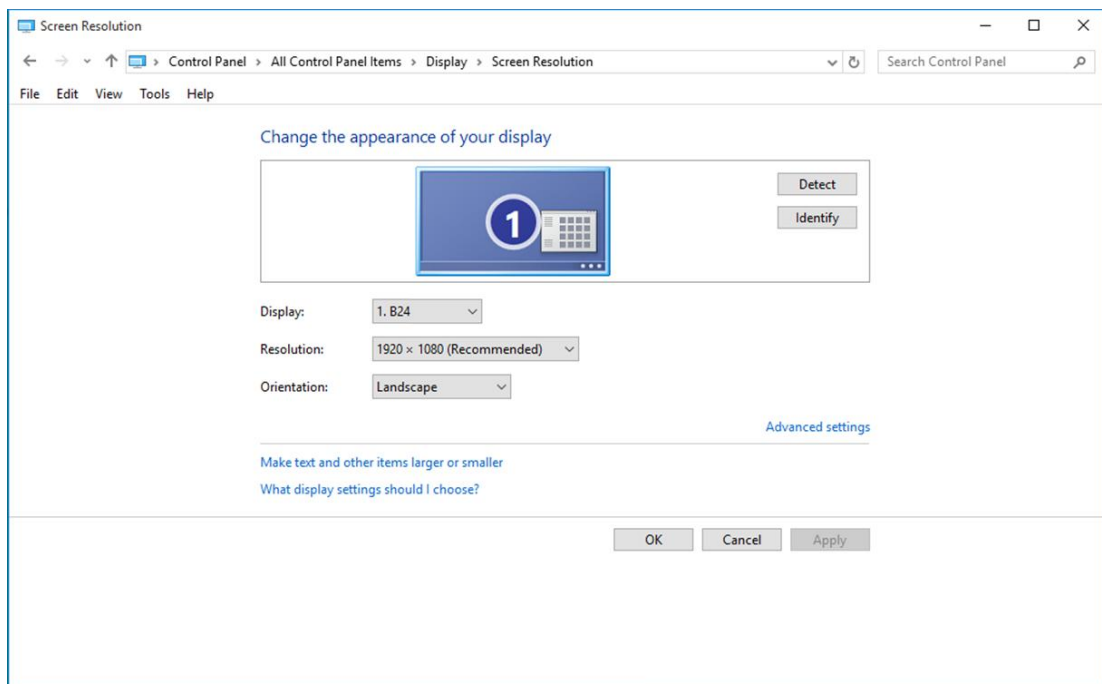 Screen Resolution
Control Panel > All Control Panel Items > Display > Screen Resolution
Search Control Panel
File Edit View Tools Help
Change the appearance of your display
1
Detect
Identify
Display: 1. B24
Resolution: 1920 × 1080 (Recommended)
Orientation: Landscape
Advanced settings
Make text and other items larger or smaller
What display settings should I choose?
OK Cancel Apply